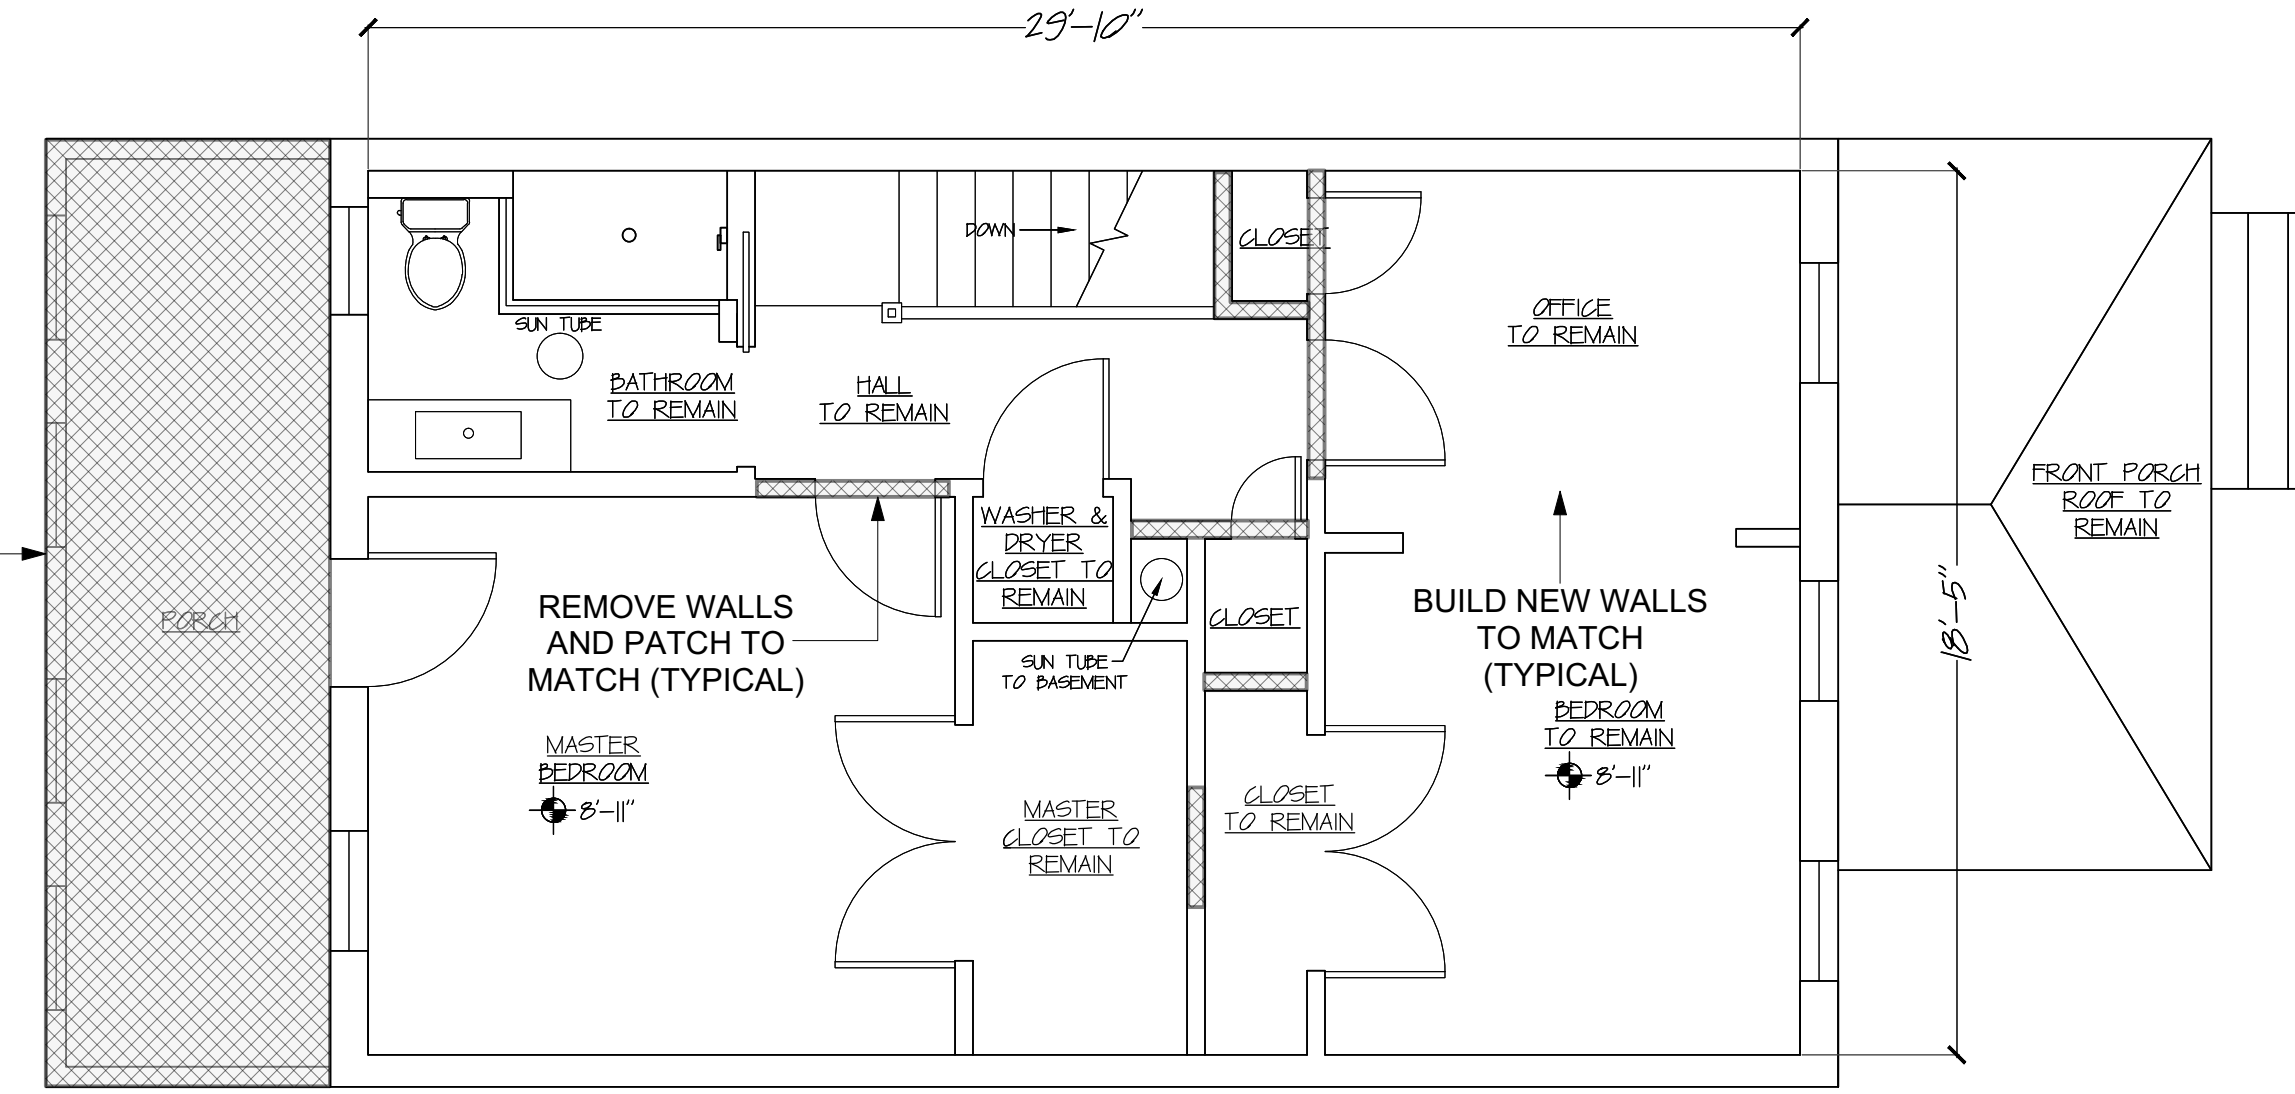 29'-10"
DOWN
CLOSET
OFFICE
TO REMAIN
SUN TUBE
BATHROOM
TO REMAIN
HALL
TO REMAIN
FRONT PORCH
ROOF TO
REMAIN
WASHER &
DRYER
CLOSET TO
REMAIN
18'-5"
PORCH
REMOVE WALLS
AND PATCH TO
MATCH (TYPICAL)
CLOSET
BUILD NEW WALLS
TO MATCH
(TYPICAL)
SUN TUBE
TO BASEMENT
BEDROOM
TO REMAIN
8'-11"
MASTER
BEDROOM
8'-11"
MASTER
CLOSET TO
REMAIN
CLOSET
TO REMAIN